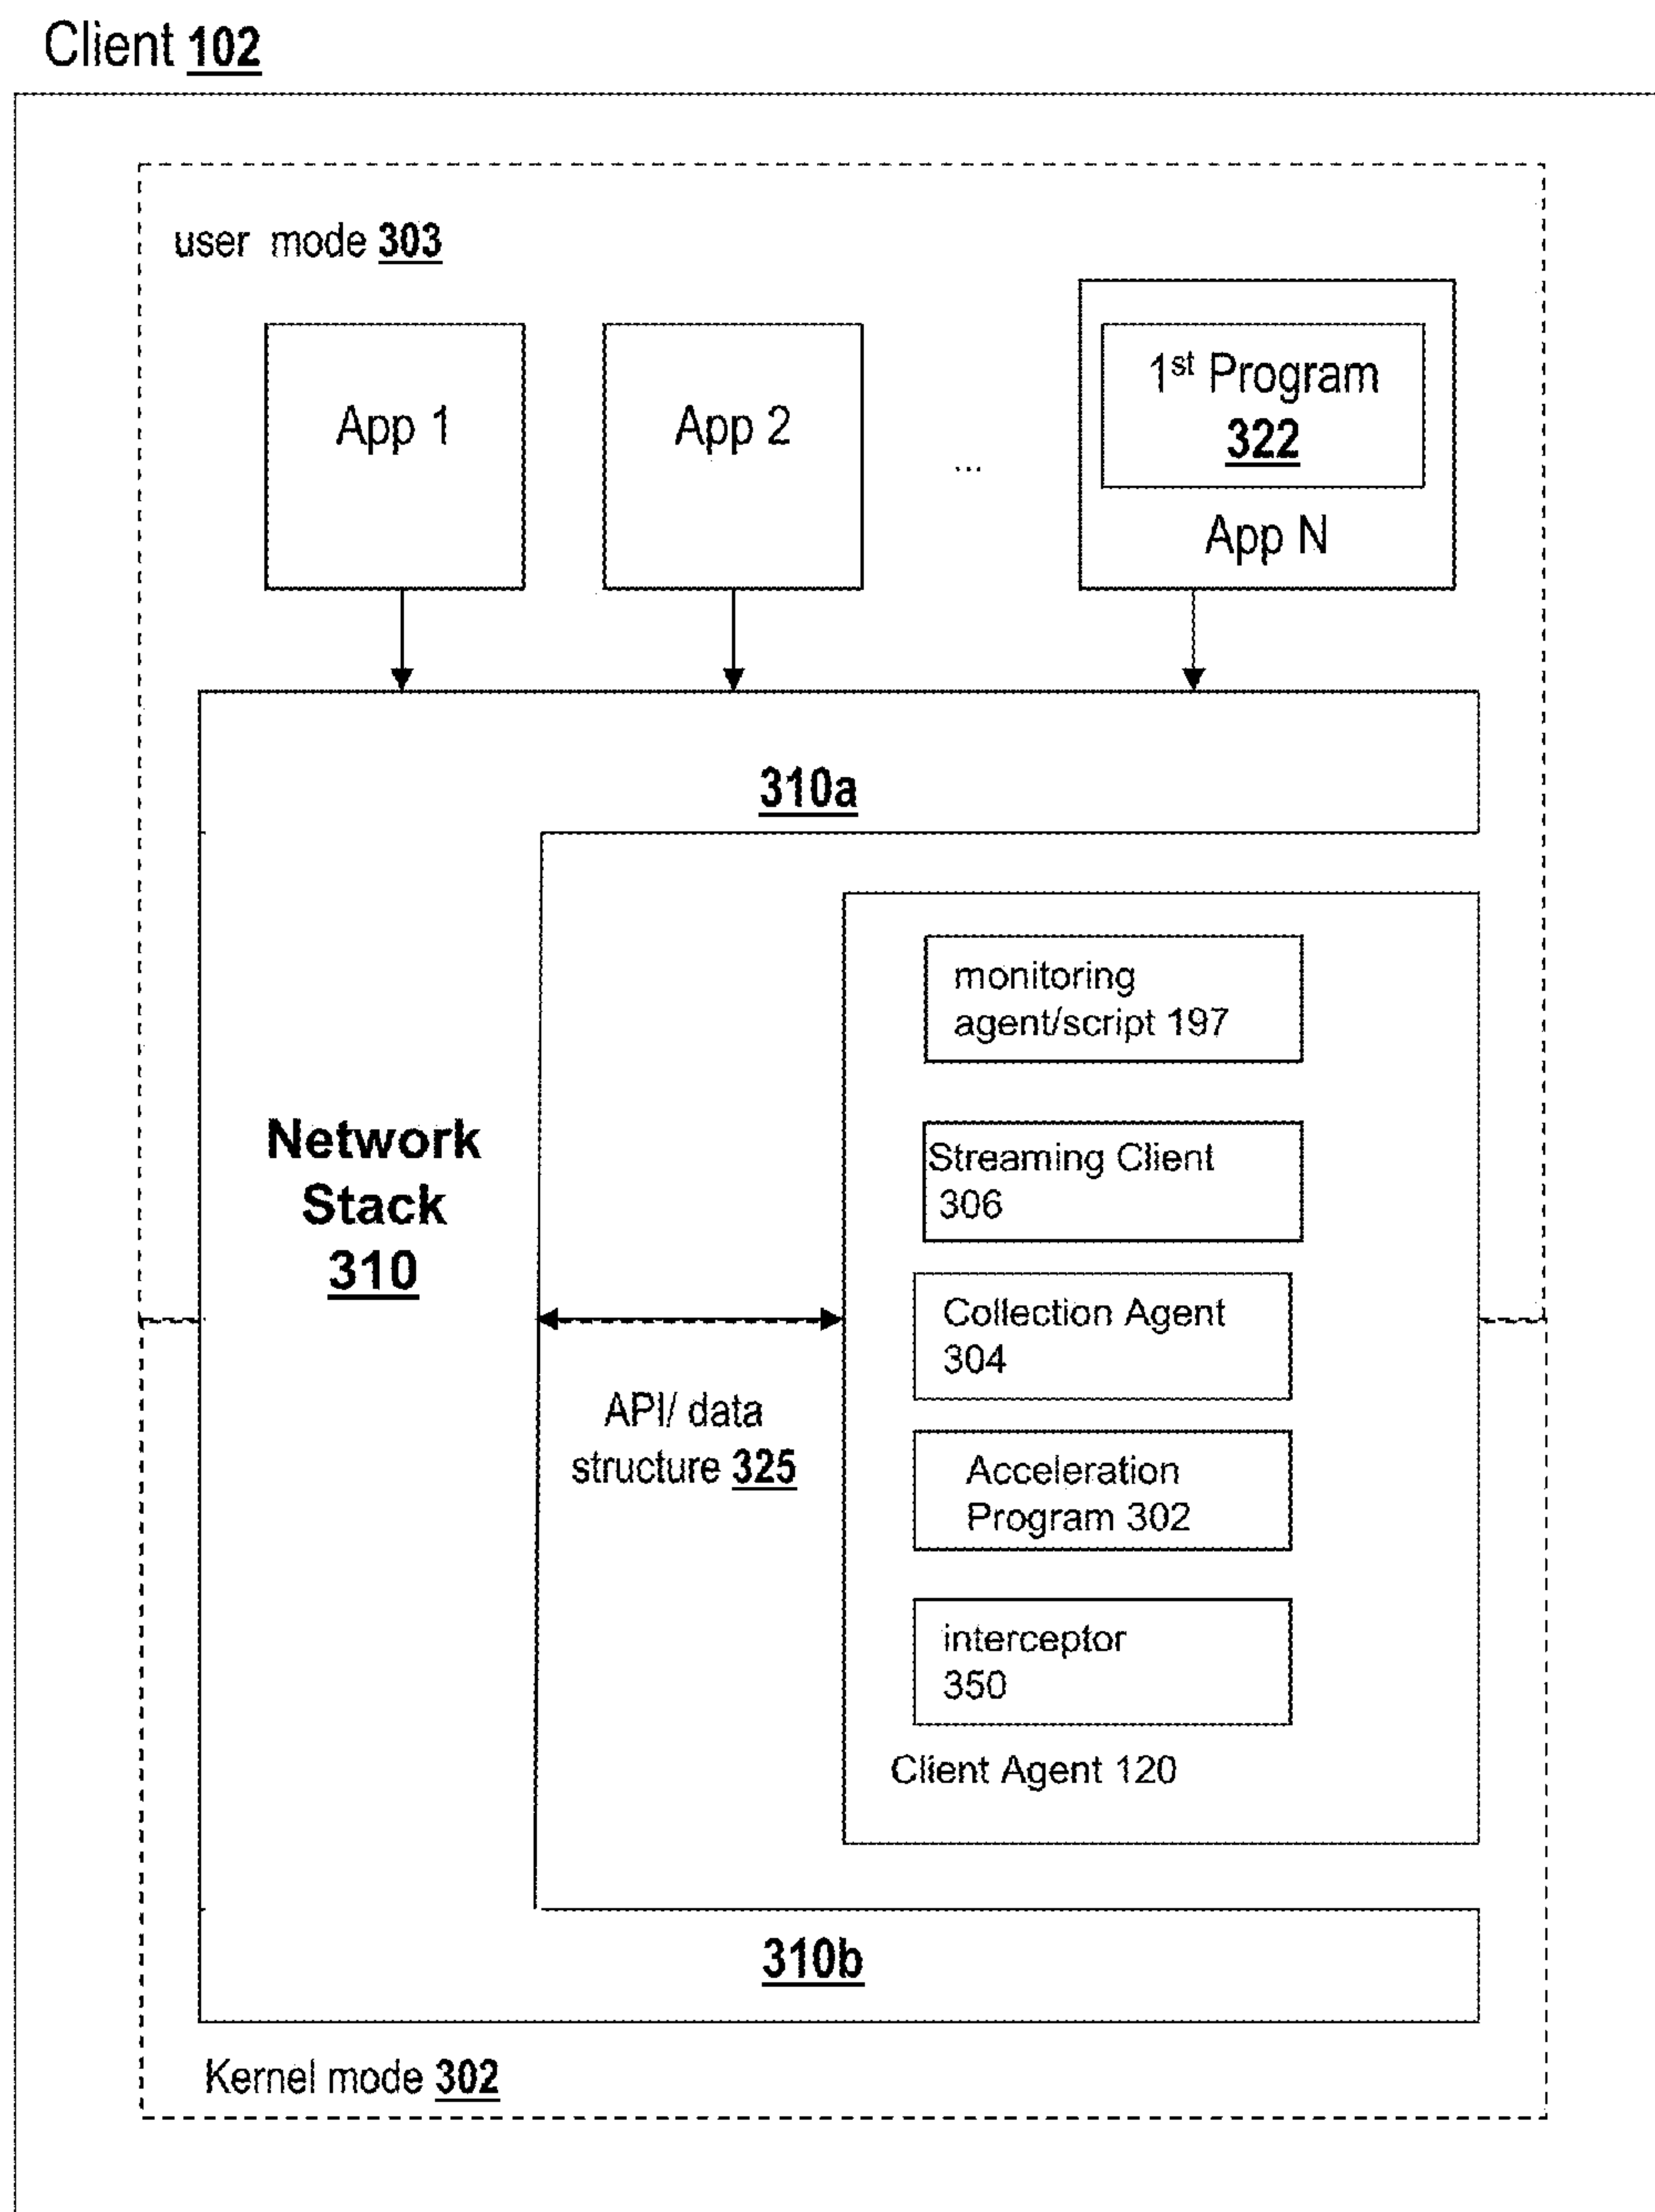 Client 102
user mode 303
App 1
App 2
...
1st Program
322
App N
310a
monitoring
agent/script 197
Streaming Client
306
Network
Stack
310
Collection Agent
304
API/ data
structure 325
Acceleration
Program 302
interceptor
350
Client Agent 120
310b
Kernel mode 302